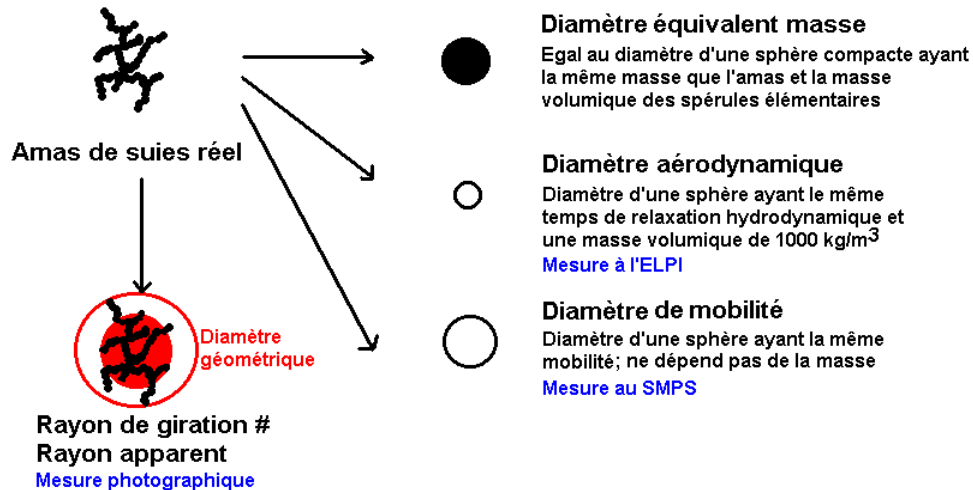 Amas de suies réel
Diamètre
géométrique
Rayon de giration #
Rayon apparent
Mesure photographique
Diamètre équivalent masse
Egal au diamètre d'une sphère compacte ayant
la même masse que l'amas et la masse
volumique des spérules élémentaires
Diamètre aérodynamique
Diamètre d'une sphère ayant le même
temps de relaxation hydrodynamique et
une masse volumique de 1000 kg/m³
Mesure à l'ELPI
Diamètre de mobilité
Diamètre d'une sphère ayant la même
mobilité; ne dépend pas de la masse
Mesure au SMPS